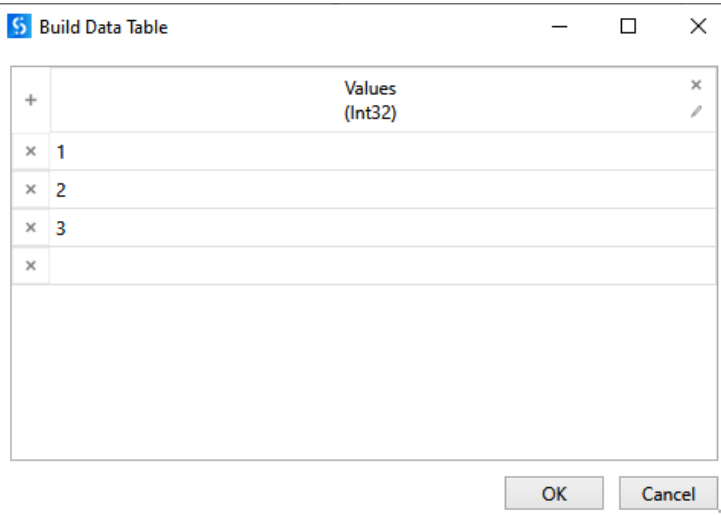 Build Data Table
Values
(Int32)
1
2
3
OK
Cancel